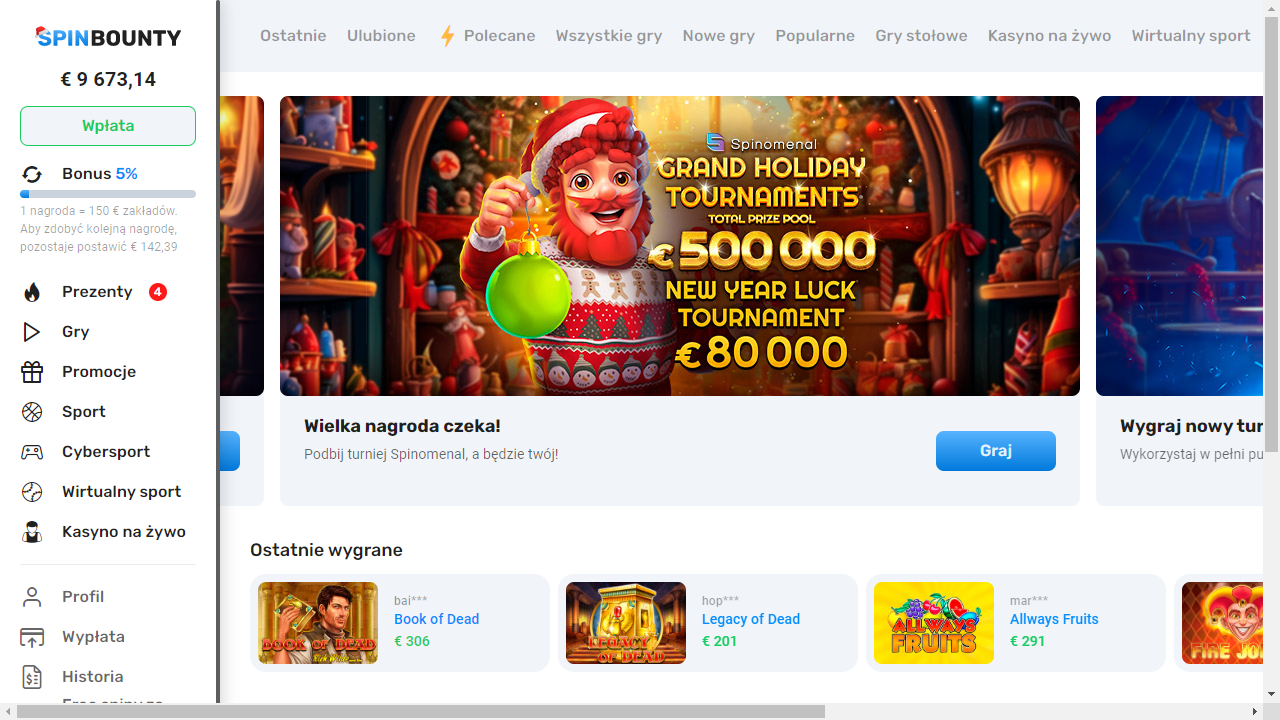 SPINBOUNTY
€ 9 673,14
Wpłata
Bonus 5%
1 nagroda = 150 € zakładów.
Aby zdobyć kolejną nagrodę,
pozostaje postawić € 142,39
Prezenty 4
Gry
Promocje
Sport
Cybersport
Wirtualny sport
Kasyno na żywo
Profil
Wypłata
Historia
Ostatnie Ulubione Polecane Wszystkie gry Nowe gry Popularne Gry stołowe Kasyno na żywo Wirtualny sport
Spinomenal
GRAND HOLIDAY
TOURNAMENTS
TOTAL PRIZE POOL
€500 000
NEW YEAR LUCK
TOURNAMENT
€80 000
Wielka nagroda czeka!
Podbij turniej Spinomenal, a będzie twój!
Graj
Wygraj nowy tur
Wykorzystaj w pełni pu
Ostatnie wygrane
BOOK OF DEAD
bai***
Book of Dead
€ 306
LEGACY OF DEAD
hop***
Legacy of Dead
€ 201
ALLWAYS
FRUITS
mar***
Allways Fruits
€ 291
FIRE JO